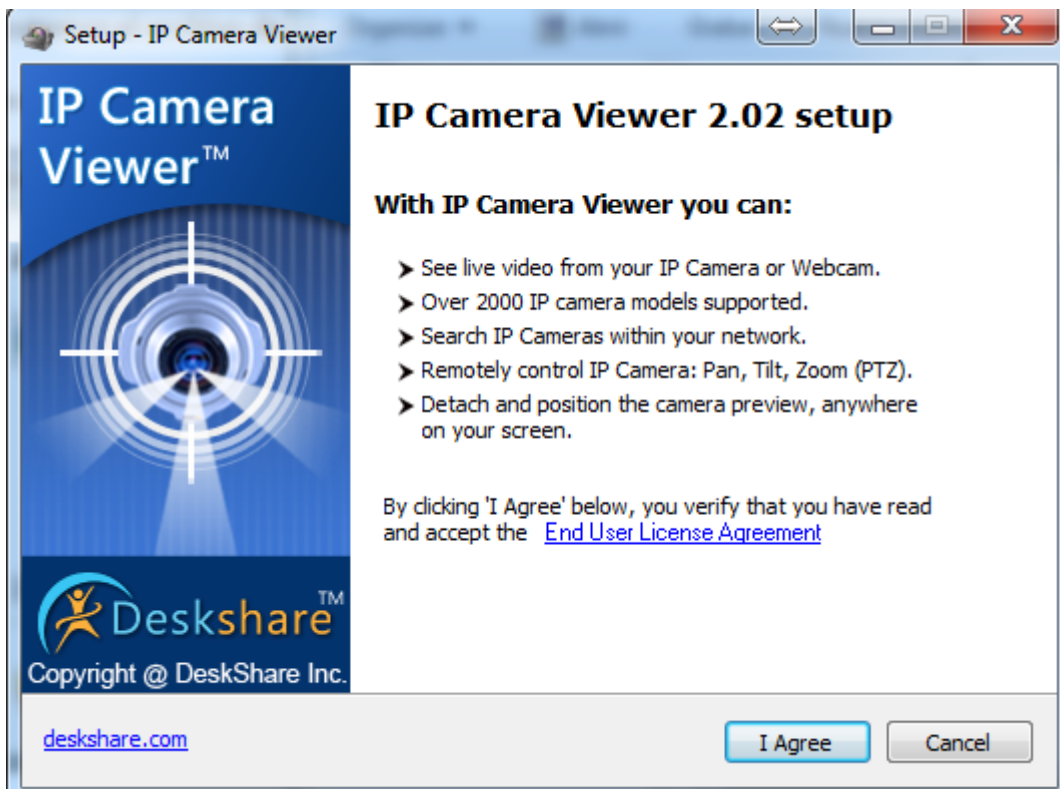 Setup - IP Camera Viewer
IP Camera
Viewer™
IP Camera Viewer 2.02 setup
With IP Camera Viewer you can:
See live video from your IP Camera or Webcam.
Over 2000 IP camera models supported.
Search IP Cameras within your network.
Remotely control IP Camera: Pan, Tilt, Zoom (PTZ).
Detach and position the camera preview, anywhere
on your screen.
By clicking 'I Agree' below, you verify that you have read
and accept the End User License Agreement
Deskshare™
Copyright @ DeskShare Inc.
deskshare.com
I Agree
Cancel